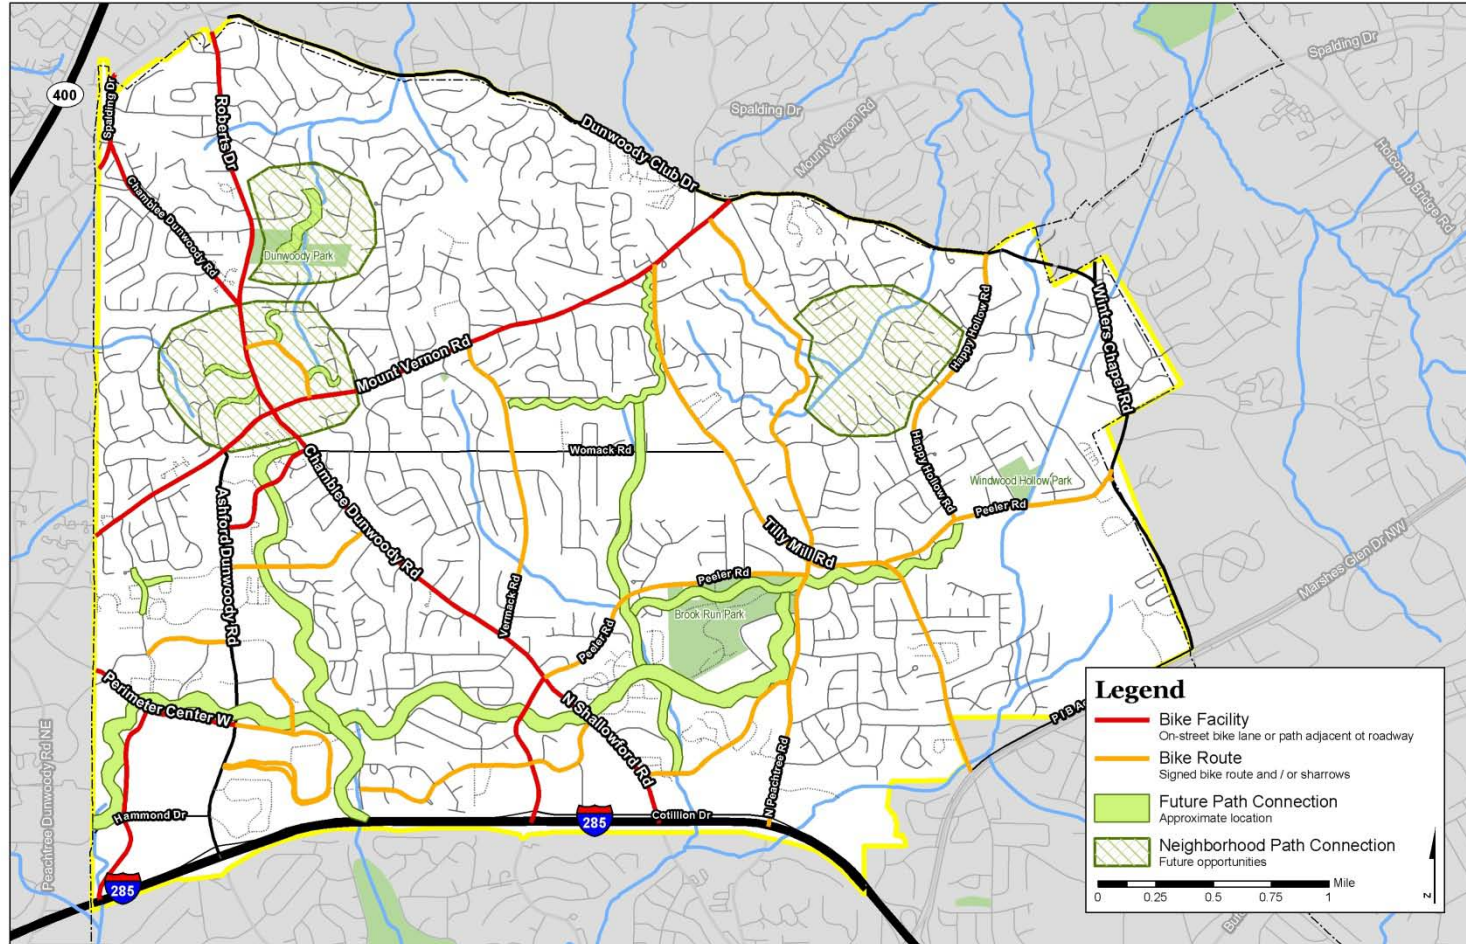 400
Spalding Dr
Roberts Dr
Chamblee Dunwoody Rd
Dunwoody Park
Dunwoody Club Dr
Spalding Dr
Mount Vernon Rd
Spalding Dr
Holcomb Bridge Rd
Mount Vernon Rd
Happy Hollow Rd
Winters Chapel Rd
Womack Rd
Happy Hollow Rd
Windwood Hollow Park
Peeler Rd
Chamblee Dunwoody Rd
Ashford Dunwoody Rd
Tilly Mill Rd
Marshes Glen Dr NW
Vermack Rd
Peeler Rd
Brook Run Park
Peeler Rd
Perimeter Center W
N Shallowford Rd
N Peachtree Rd
Peachtree Dunwoody Rd NE
Hammond Dr
Cotillion Dr
285
285
Legend
Bike Facility
On-street bike lane or path adjacent of roadway
Bike Route
Signed bike route and / or sharrows
Future Path Connection
Approximate location
Neighborhood Path Connection
Future opportunities
Mile
0 0.25 0.5 0.75 1
N